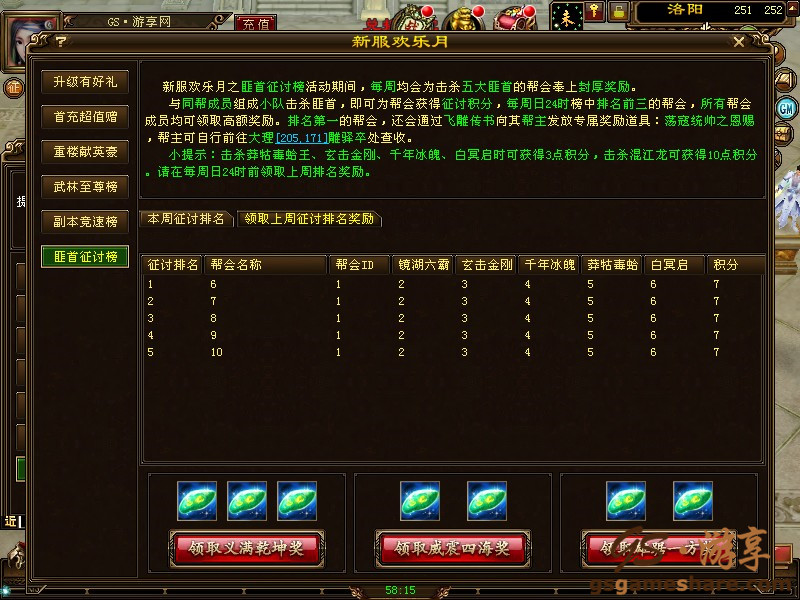 GS·游享网
充值
未
洛阳
251 252
新服欢乐月
征
GM
升级有好礼
首充超值赠
重楼献英豪
武林至尊榜
副本竞速榜
匪首征讨榜
新服欢乐月之匪首征讨榜活动期间，每周均会为击杀五大匪首的帮会奉上封厚奖励。
与同帮成员组成小队击杀匪首，即可为帮会获得征讨积分，每周日24时榜中排名前三的帮会，所有帮会
成员均可领取高额奖励。排名第一的帮会，还会通过飞雕传书向其帮主发放专属奖励道具：荡寇统帅之恩赐
，帮主可自行前往大理[205,171]雕驿卒处查收。
小提示：击杀莽牯毒蛤王、玄击金刚、千年冰魄、白冥启时可获得3点积分，击杀混江龙可获得10点积分
。请在每周日24时前领取上周排名奖励。
本周征讨排名 领取上周征讨排名奖励
征讨排名 帮会名称 帮会ID 镜湖六霸 玄击金刚 千年冰魄 莽牯毒蛤 白冥启 积分
1 6 1 2 3 4 5 6 7
2 7 1 2 3 4 5 6 7
3 8 1 2 3 4 5 6 7
4 9 1 2 3 4 5 6 7
5 10 1 2 3 4 5 6 7
近
领取义满乾坤奖 领取威震四海奖
58:15
gsgameshare.com